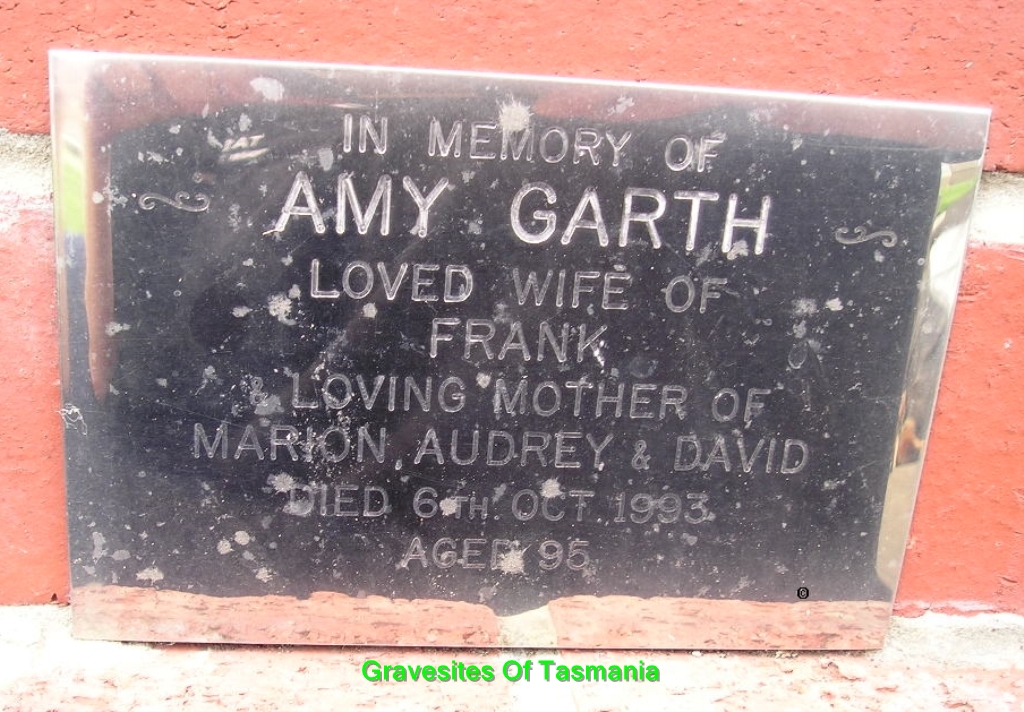 IN MEMORY OF
AMY GARTH
LOVED WIFE OF
FRANK
& LOVING MOTHER OF
MARION, AUDREY & DAVID
DIED 6TH OCT. 1993
AGED 95
©
Gravesites Of Tasmania